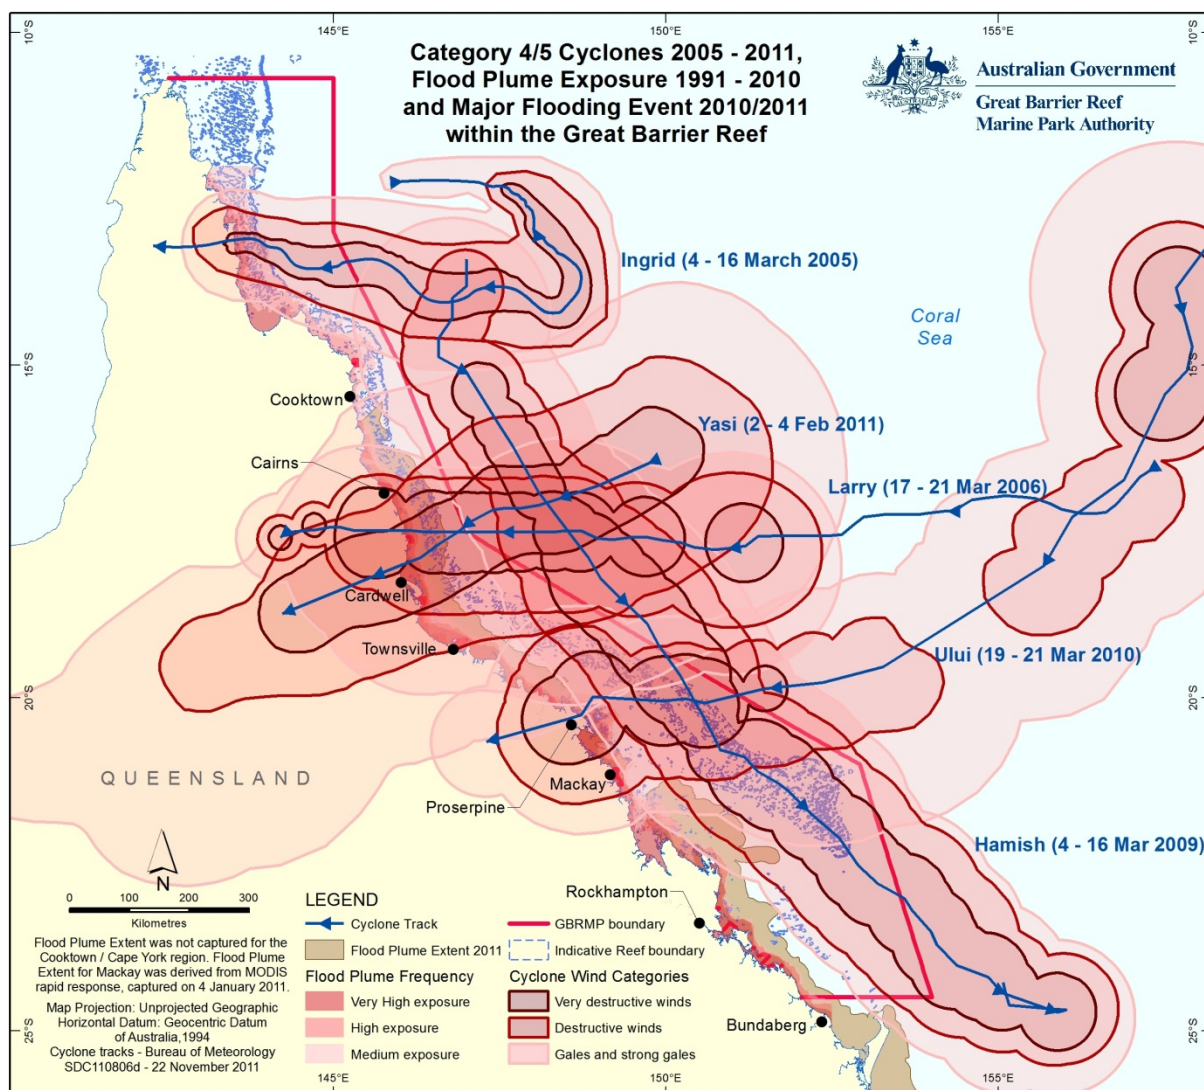 145°E
150°E
155°E
10°S
10°S
Category 4/5 Cyclones 2005 - 2011,
Flood Plume Exposure 1991 - 2010
and Major Flooding Event 2010/2011
within the Great Barrier Reef
Australian Government
Great Barrier Reef
Marine Park Authority
AUSTRALIA
Ingrid (4 - 16 March 2005)
Coral
Sea
15°S
15°S
Cooktown
Yasi (2 - 4 Feb 2011)
Cairns
Larry (17 - 21 Mar 2006)
Cardwell
Townsville
Ului (19 - 21 Mar 2010)
20°S
20°S
QUEENSLAND
Mackay
Proserpine
Hamish (4 - 16 Mar 2009)
Rockhampton
Bundaberg
N
0 100 200 300
Kilometres
Flood Plume Extent was not captured for the
Cooktown / Cape York region. Flood Plume
Extent for Mackay was derived from MODIS
rapid response, captured on 4 January 2011.
Map Projection: Unprojected Geographic
Horizontal Datum: Geocentric Datum
of Australia,1994
Cyclone tracks - Bureau of Meteorology
SDC110806d - 22 November 2011
LEGEND
Cyclone Track
Flood Plume Extent 2011
Flood Plume Frequency
Very High exposure
High exposure
Medium exposure
GBRMP boundary
Indicative Reef boundary
Cyclone Wind Categories
Very destructive winds
Destructive winds
Gales and strong gales
25°S
25°S
145°E
150°E
155°E